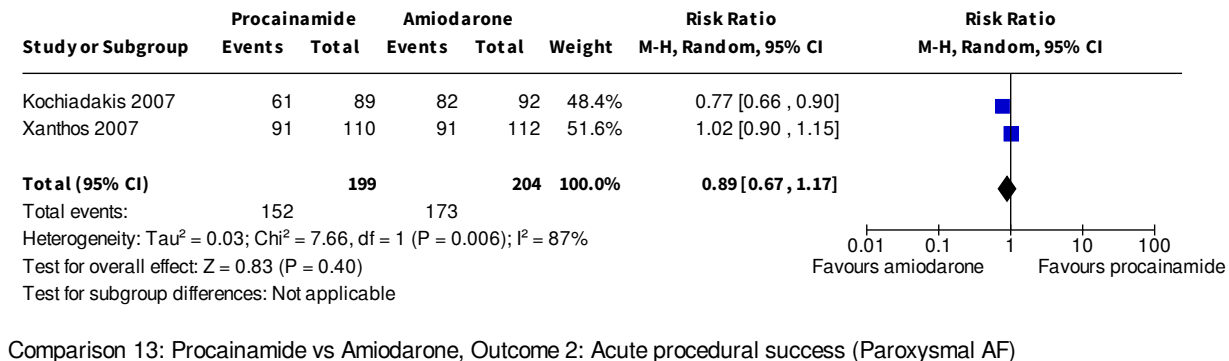 Procainamide Amiodarone Risk Ratio Risk Ratio
Study or Subgroup Events Total Events Total Weight M-H, Random, 95% CI M-H, Random, 95% CI
Kochiadakis 2007 61 89 82 92 48.4% 0.77 [0.66 , 0.90]
Xanthos 2007 91 110 91 112 51.6% 1.02 [0.90 , 1.15]
Total (95% CI) 199 204 100.0% 0.89 [0.67 , 1.17]
Total events: 152 173
Heterogeneity: Tau² = 0.03; Chi² = 7.66, df = 1 (P = 0.006); I² = 87%
0.01 0.1 1 10 100
Test for overall effect: Z = 0.83 (P = 0.40)
Favours amiodarone Favours procainamide
Test for subgroup differences: Not applicable
Comparison 13: Procainamide vs Amiodarone, Outcome 2: Acute procedural success (Paroxysmal AF)